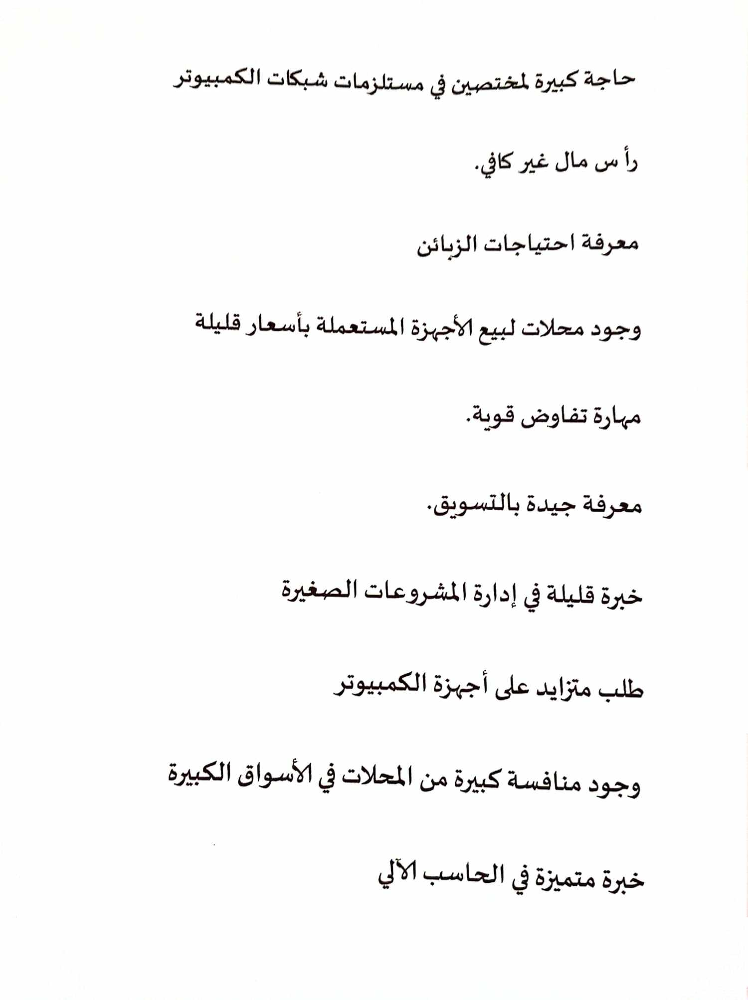 حاجة كبيرة لمختصين في مستلزمات شبكات الكمبيوتر
رأ س مال غير كافي.
معرفة احتياجات الزبائن
وجود محلات لبيع الأجهزة المستعملة بأسعار قليلة
مهارة تفاوض قوية.
معرفة جيدة بالتسويق.
خبرة قليلة في إدارة المشروعات الصغيرة
طلب متزايد على أجهزة الكمبيوتر
وجود منافسة كبيرة من المحلات في الأسواق الكبيرة
خبرة متميزة في الحاسب الآلي